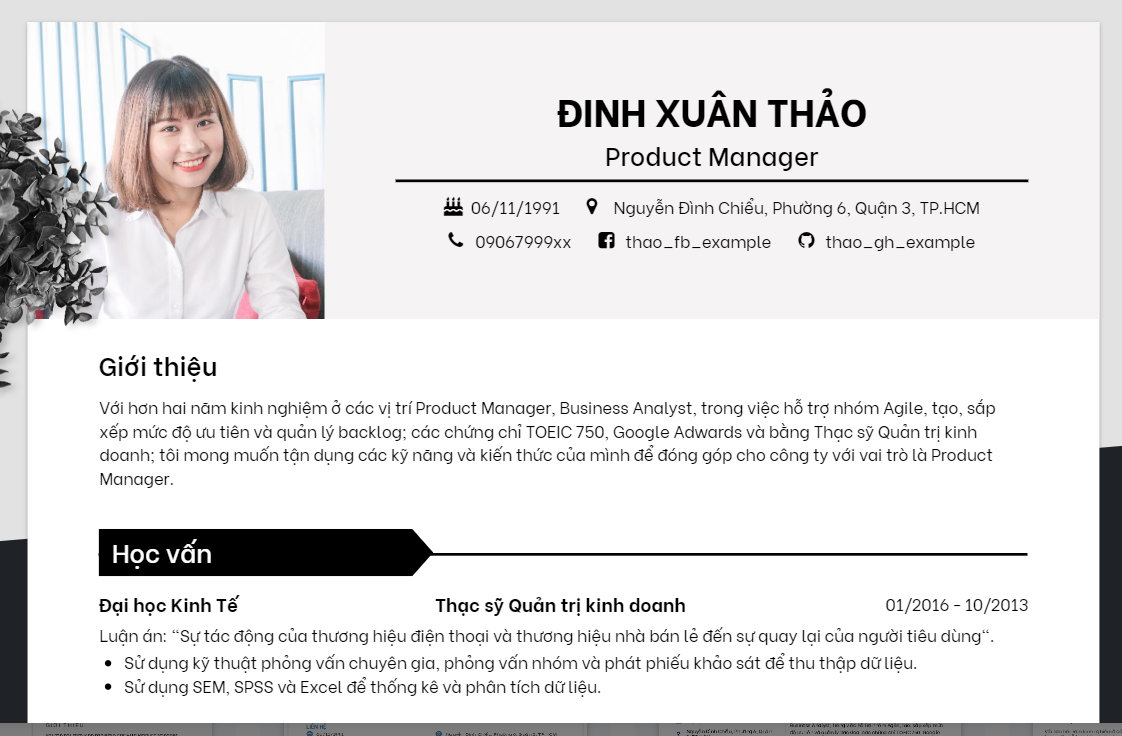 ĐINH XUÂN THẢO
Product Manager
06/11/1991 Nguyễn Đình Chiểu, Phường 6, Quận 3, TP.HCM
09067999xx thao_fb_example thao_gh_example
Giới thiệu
Với hơn hai năm kinh nghiệm ở các vị trí Product Manager, Business Analyst, trong việc hỗ trợ nhóm Agile, tạo, sắp
xếp mức độ ưu tiên và quản lý backlog; các chứng chỉ TOEIC 750, Google Adwards và bằng Thạc sỹ Quản trị kinh
doanh; tôi mong muốn tận dụng các kỹ năng và kiến thức của mình để đóng góp cho công ty với vai trò là Product
Manager.
Học vấn
Đại học Kinh Tế Thạc sỹ Quản trị kinh doanh 01/2016 - 10/2013
Luận án: “Sự tác động của thương hiệu điện thoại và thương hiệu nhà bán lẻ đến sự quay lại của người tiêu dùng“.
• Sử dụng kỹ thuật phỏng vấn chuyên gia, phỏng vấn nhóm và phát phiếu khảo sát để thu thập dữ liệu.
• Sử dụng SEM, SPSS và Excel để thống kê và phân tích dữ liệu.
GIỚI THIỆU
LIÊN HỆ